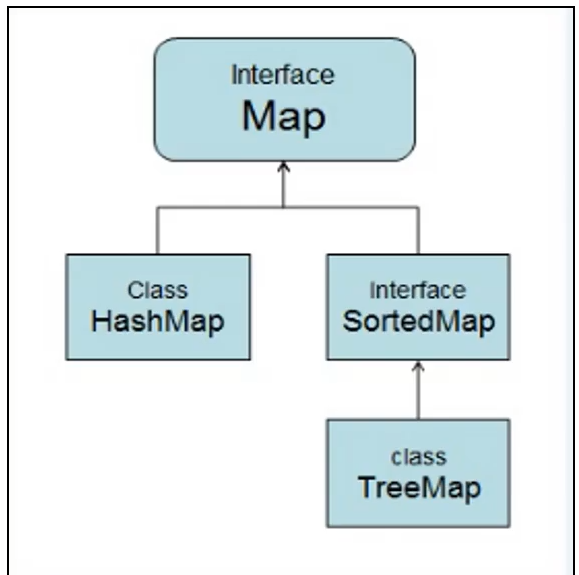 Interface
Map
Class
HashMap
Interface
SortedMap
class
TreeMap